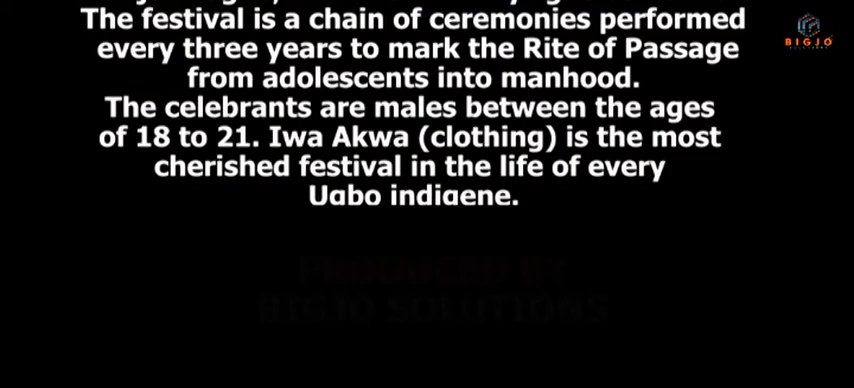 The festival is a chain of ceremonies performed
every three years to mark the Rite of Passage
from adolescents into manhood.
The celebrants are males between the ages
of 18 to 21. Iwa Akwa (clothing) is the most
cherished festival in the life of every
Ugbo indigene.
PRODUCED BY
BIGJO SOLUTIONS
BIGJO
SOLUTIONS